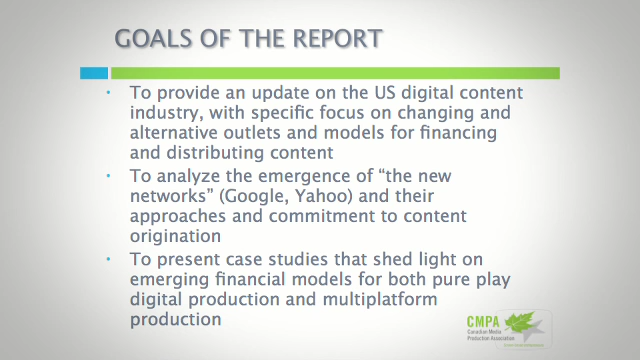 GOALS OF THE REPORT
• To provide an update on the US digital content
industry, with specific focus on changing and
alternative outlets and models for financing
and distributing content
• To analyze the emergence of “the new
networks” (Google, Yahoo) and their
approaches and commitment to content
origination
• To present case studies that shed light on
emerging financial models for both pure play
digital production and multiplatform
production
CMPA
Canadian Media
Production Association